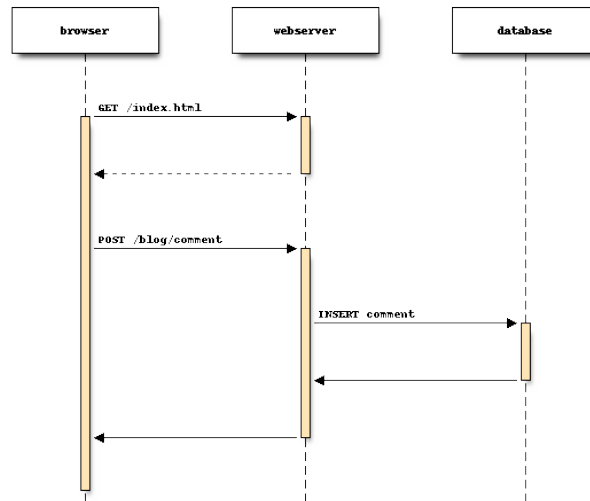 browser
webserver
database
GET /index.html
POST /blog/comment
INSERT comment